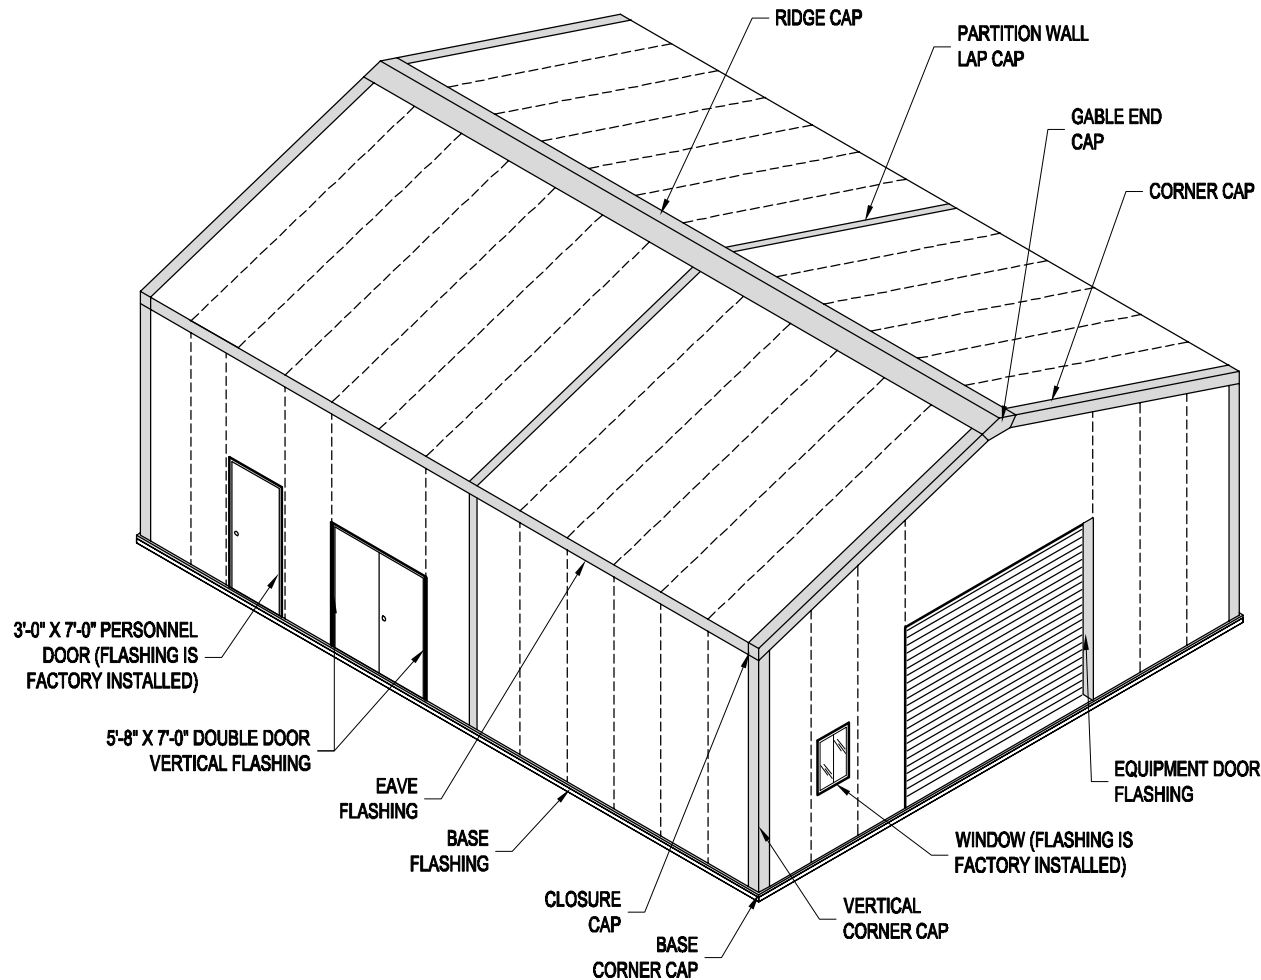 RIDGE CAP
PARTITION WALL
LAP CAP
GABLE END
CAP
CORNER CAP
3'-0" X 7'-0" PERSONNEL
DOOR (FLASHING IS
FACTORY INSTALLED)
5'-8" X 7'-0" DOUBLE DOOR
VERTICAL FLASHING
EAVE
FLASHING
BASE
FLASHING
CLOSURE
CAP
BASE
CORNER CAP
VERTICAL
CORNER CAP
WINDOW (FLASHING IS
FACTORY INSTALLED)
EQUIPMENT DOOR
FLASHING